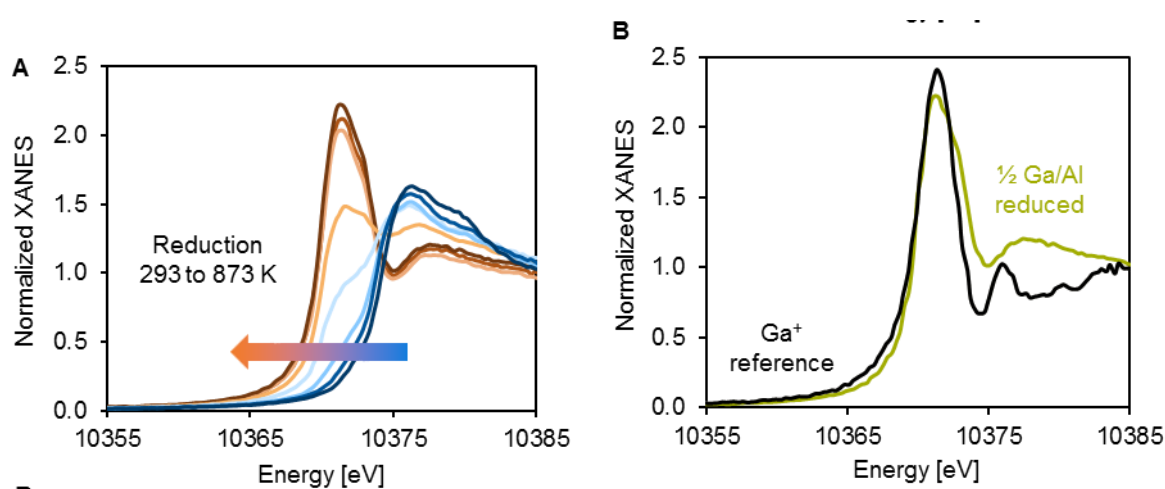 A
Normalized XANES
2.5
2.0
1.5
1.0
0.5
0.0
Reduction
293 to 873 K
10355 10365 10375 10385
Energy [eV]
B
Normalized XANES
2.5
2.0
1.5
1.0
0.5
0.0
½ Ga/Al
reduced
Ga⁺
reference
10355 10365 10375 10385
Energy [eV]